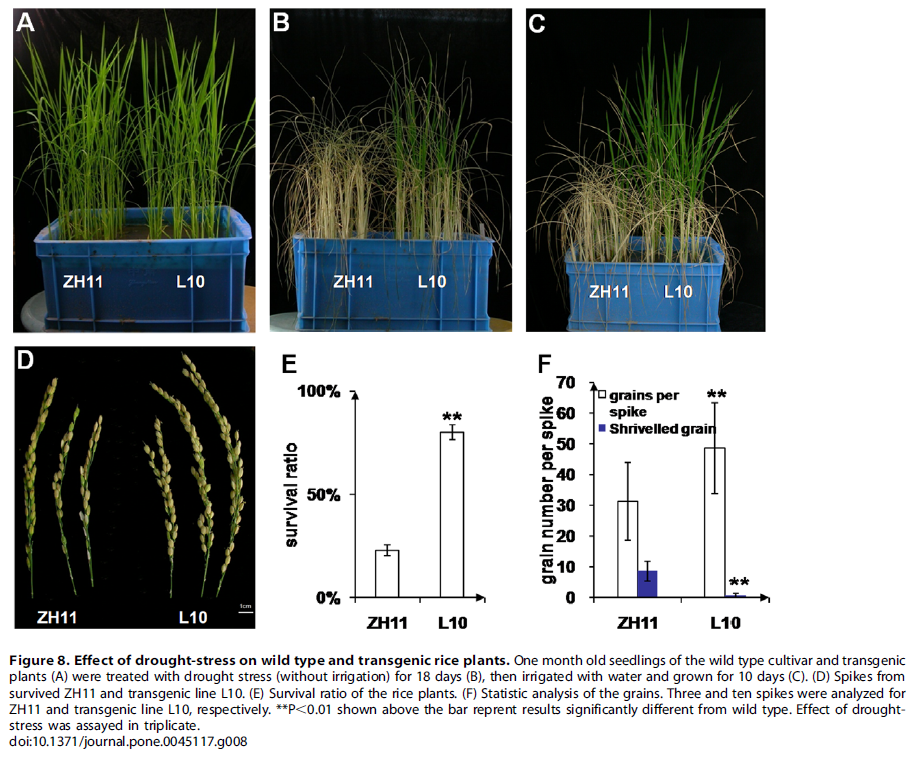 A
B
C
ZH11 L10
ZH11 L10
ZH11 L10
D
ZH11 L10
1cm
E
100%
50%
0%
survival ratio
**
ZH11 L10
F
70
60
50
40
30
20
10
0
grain number per spike
grains per
spike
Shrivelled grain
**
**
ZH11 L10
Figure 8. Effect of drought-stress on wild type and transgenic rice plants. One month old seedlings of the wild type cultivar and transgenic
plants (A) were treated with drought stress (without irrigation) for 18 days (B), then irrigated with water and grown for 10 days (C). (D) Spikes from
survived ZH11 and transgenic line L10. (E) Survival ratio of the rice plants. (F) Statistic analysis of the grains. Three and ten spikes were analyzed for
ZH11 and transgenic line L10, respectively. **P<0.01 shown above the bar reprent results significantly different from wild type. Effect of drought-
stress was assayed in triplicate.
doi:10.1371/journal.pone.0045117.g008